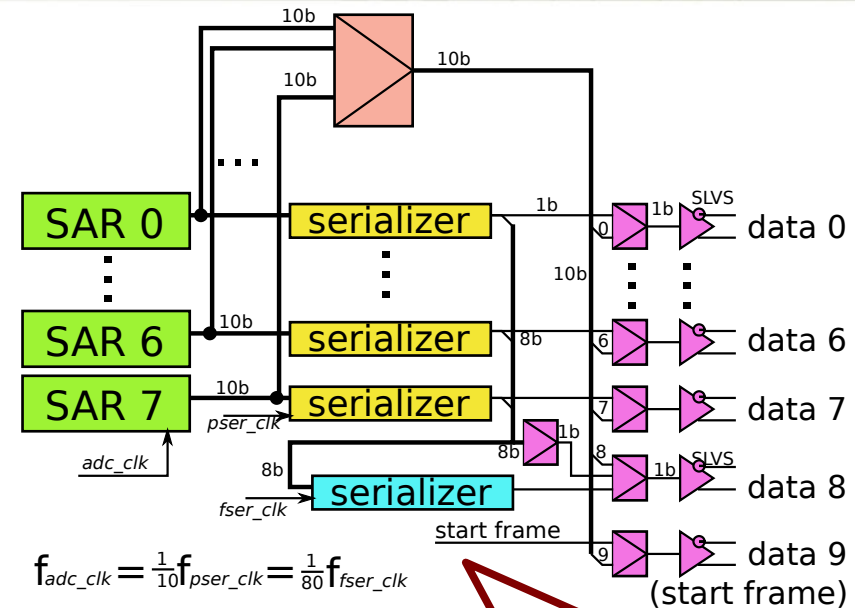 10b
10b
10b
SAR 0
serializer
1b
0
1b
SLVS
data 0
10b
SAR 6
10b
serializer
8b
6
data 6
SAR 7
10b
pser_clk
serializer
7
data 7
adc_clk
8b
1b
8
8b
fser_clk
serializer
1b
SLVS
data 8
start frame
9
data 9
(start frame)
f_adc_clk = 1/10 f_pser_clk = 1/80 f_fser_clk